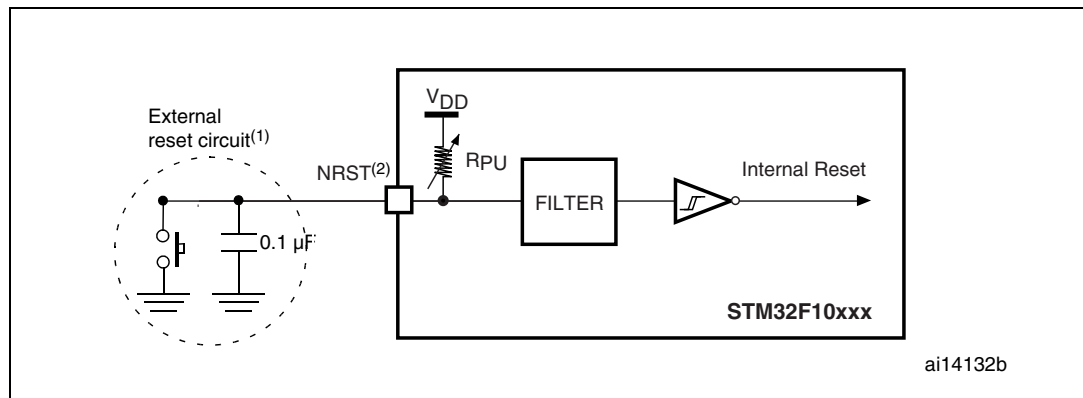 External
reset circuit(1)
NRST(2)
VDD
RPU
FILTER
Internal Reset
0.1 µF
STM32F10xxx
ai14132b